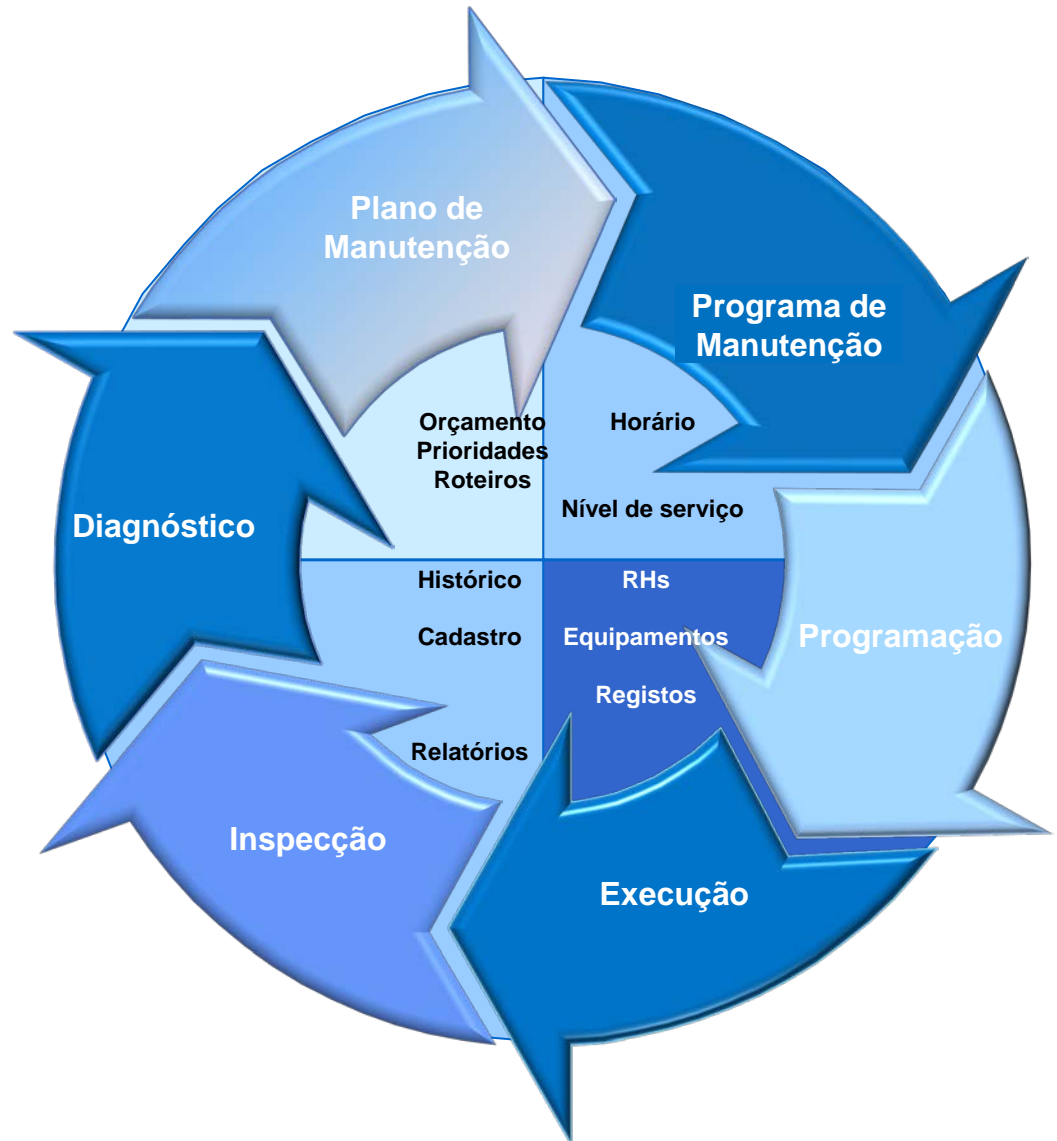 Plano de
Manutenção
Programa de
Manutenção
Orçamento
Prioridades
Roteiros
Horário
Nível de serviço
Diagnóstico
Histórico
Cadastro
Relatórios
RHs
Equipamentos
Registos
Programação
Inspecção
Execução